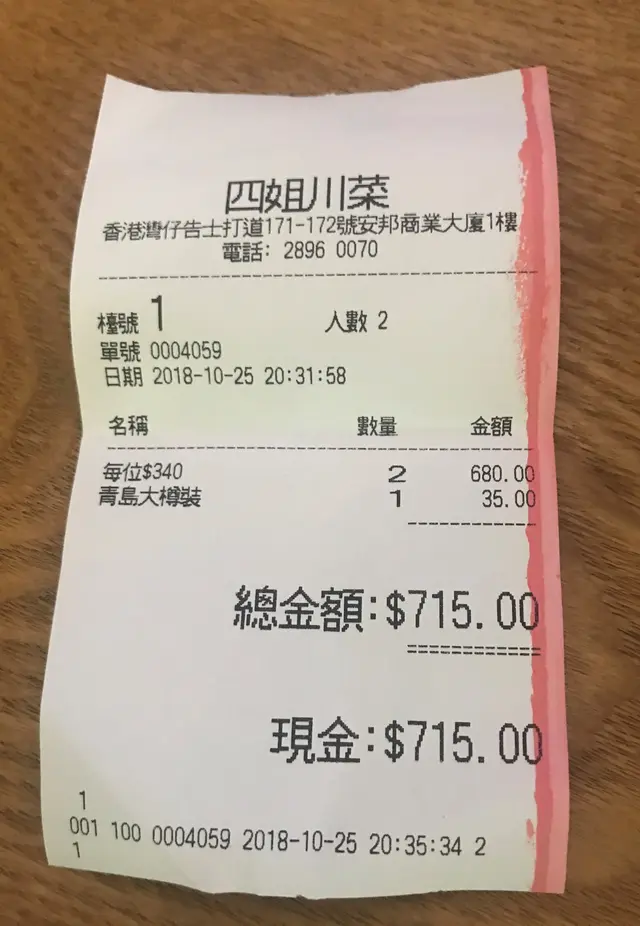 四姐川菜
香港灣仔告士打道171-172號安邦商業大廈1樓
電話: 2896 0070
檯號 1 人數 2
單號 0004059
日期 2018-10-25 20:31:58
名稱 數量 金額
每位$340 2 680.00
青島大樽裝 1 35.00
總金額:$715.00
現金:$715.00
1
001 100 0004059 2018-10-25 20:35:34 2
1